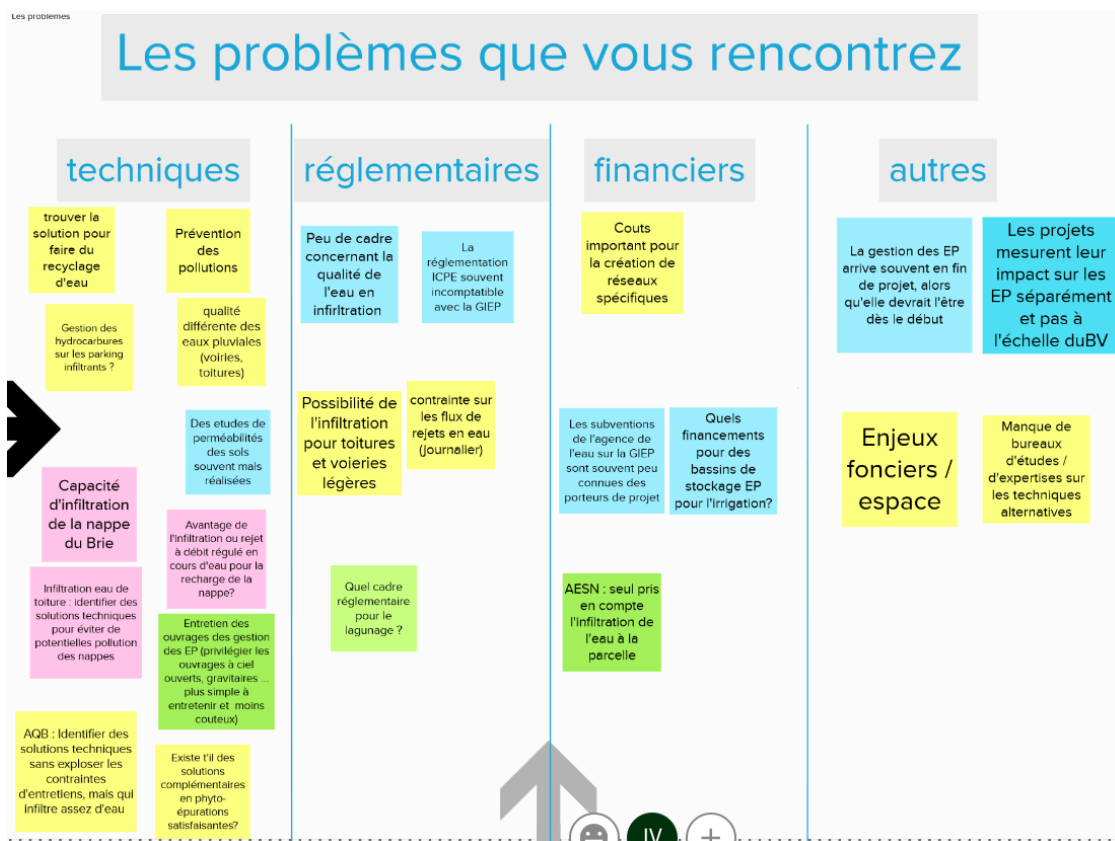 Les problèmes
Les problèmes que vous rencontrez
techniques
trouver la
solution pour
faire du
recyclage
d'eau
Prévention
des
pollutions
Gestion des
hydrocarbures
sur les parking
infiltrants ?
qualité
différente des
eaux pluviales
(voiries,
toitures)
Des etudes de
perméabilités
des sols
souvent mal
réalisées
Capacité
d'infiltration
de la nappe
du Brie
Avantage de
l'infiltration ou rejet
à débit régulé en
cours d'eau pour la
recharge de la
nappe?
Infiltration eau de
toiture : identifier des
solutions techniques
pour éviter de
potentielles pollution
des nappes
Entretien des
ouvrages des gestion
des EP (privilégier les
ouvrages à ciel
ouverts, gravitaires ...
plus simple à
entretenir et moins
couteux)
AQB : Identifier des
solutions techniques
sans exploser les
contraintes
d'entretiens, mais qui
infiltre assez d'eau
Existe t'il des
solutions
complémentaires
en phyto-
épurations
satisfaisantes?
réglementaires
Peu de cadre
concernant la
qualité de
l'eau en
infirltration
La
réglementation
ICPE souvent
incomptatible
avec la GIEP
Possibilité de
l'infiltration
pour toitures
et voieries
légères
contrainte sur
les flux de
rejets en eau
(journalier)
Quel cadre
réglementaire
pour le
lagunage ?
financiers
Couts
important pour
la création de
réseaux
spécifiques
Les subventions
de l'agence de
l'eau sur la GIEP
sont souvent peu
connues des
porteurs de projet
Quels
financements
pour des
bassins de
stockage EP
pour l'irrigation?
AESN : seul pris
en compte
l'infiltration de
l'eau à la
parcelle
autres
La gestion des EP
arrive souvent en fin
de projet, alors
qu'elle devrait l'être
dès le début
Les projets
mesurent leur
impact sur les
EP séparément
et pas à
l'échelle duBV
Enjeux
fonciers /
espace
Manque de
bureaux
d'études /
d'expertises sur
les techniques
alternatives
IV